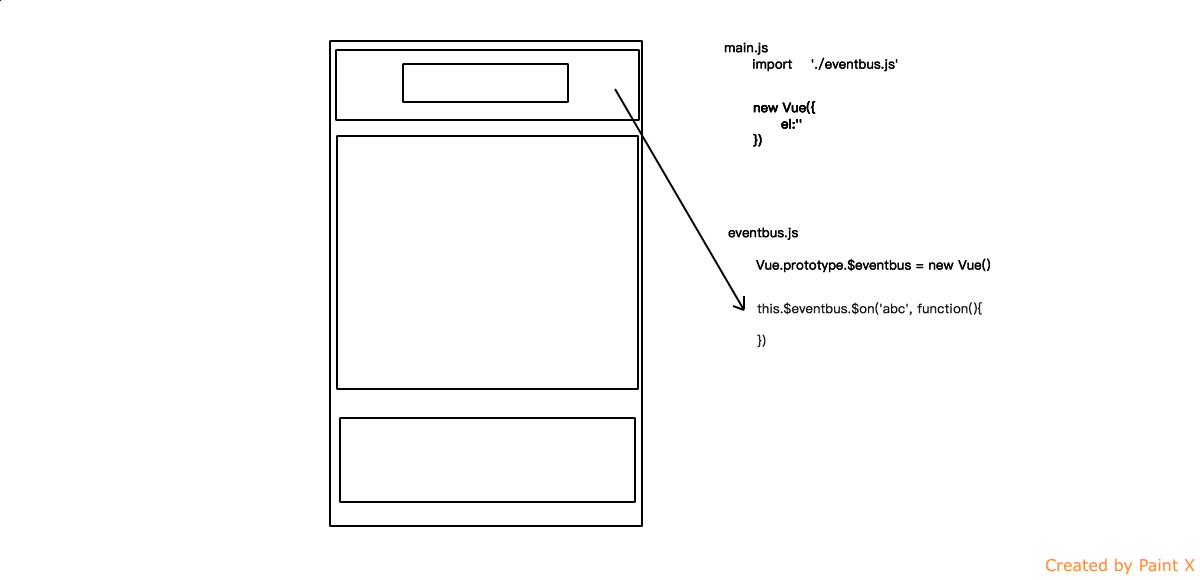 main.js
import './eventbus.js'
new Vue({
el:''
})
eventbus.js
Vue.prototype.$eventbus = new Vue()
this.$eventbus.$on('abc', function(){
})
Created by Paint X